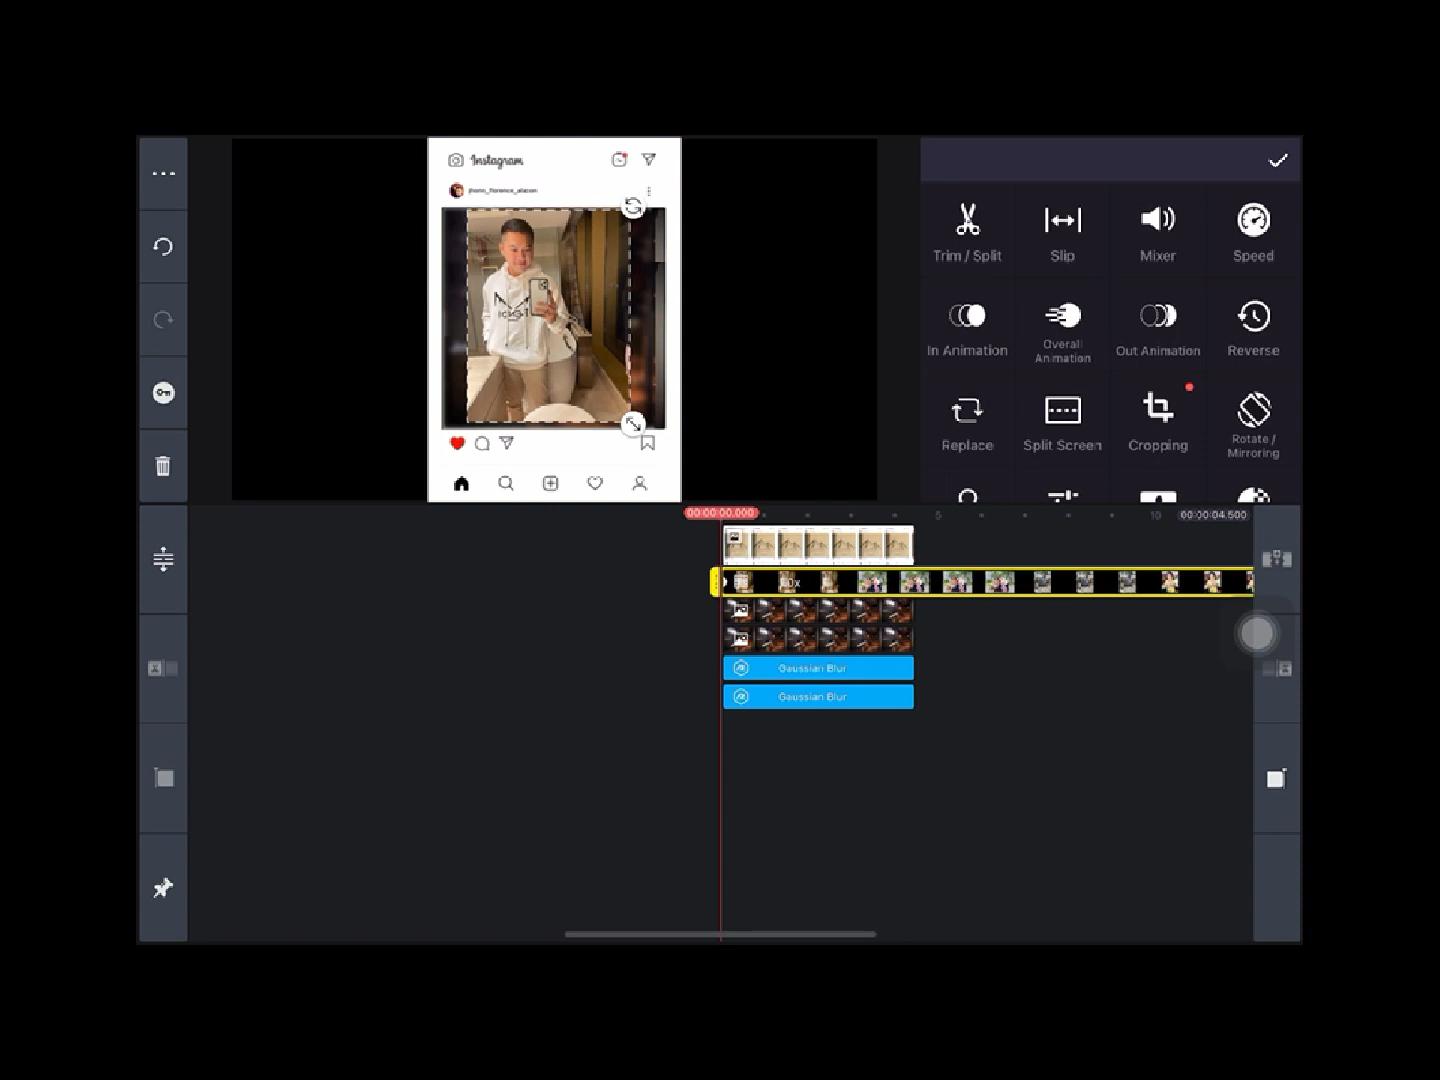 Instagram
Trim / Split
Slip
Mixer
Speed
In Animation
Overall
Animation
Out Animation
Reverse
Replace
Split Screen
Cropping
Rotate /
Mirroring
00:00:00.000
5
10
00:00:04.500
Gaussian Blur
Gaussian Blur